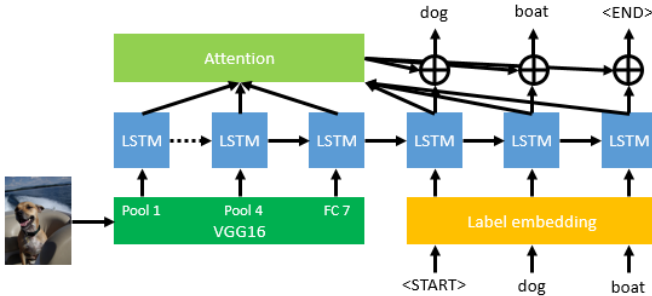 dog boat <END>
Attention
LSTM LSTM LSTM LSTM LSTM LSTM
Pool 1 Pool 4 FC 7
VGG16
Label embedding
<START> dog boat